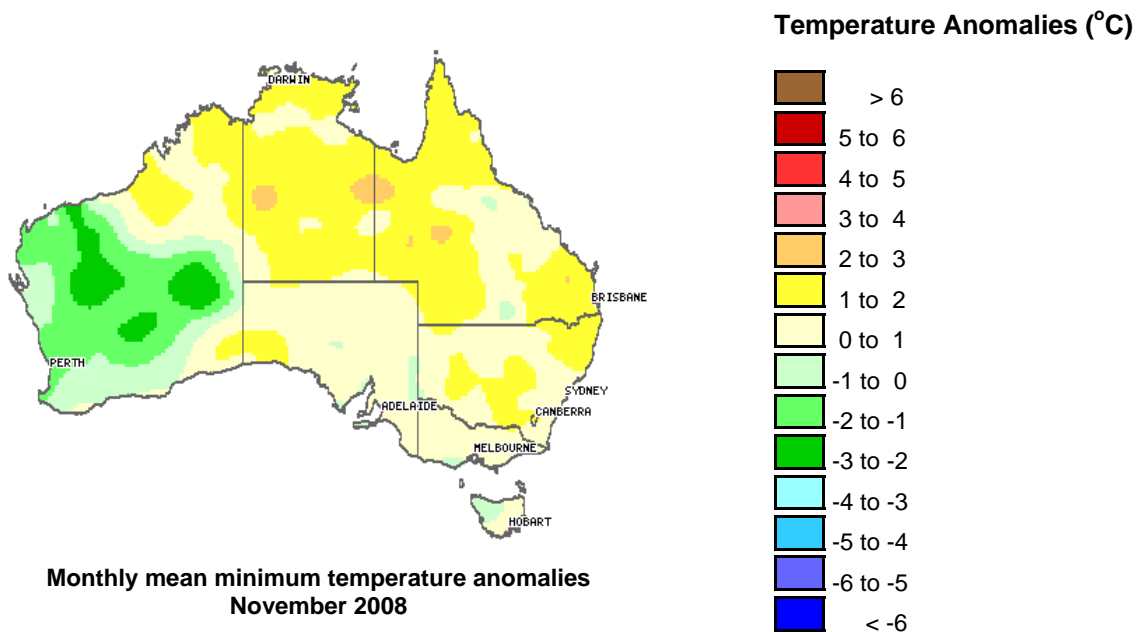 Temperature Anomalies (°C)
DARWIN
BRISBANE
PERTH
SYDNEY
ADELAIDE
CANBERRA
MELBOURNE
HOBART
Monthly mean minimum temperature anomalies
November 2008
> 6
5 to 6
4 to 5
3 to 4
2 to 3
1 to 2
0 to 1
-1 to 0
-2 to -1
-3 to -2
-4 to -3
-5 to -4
-6 to -5
< -6